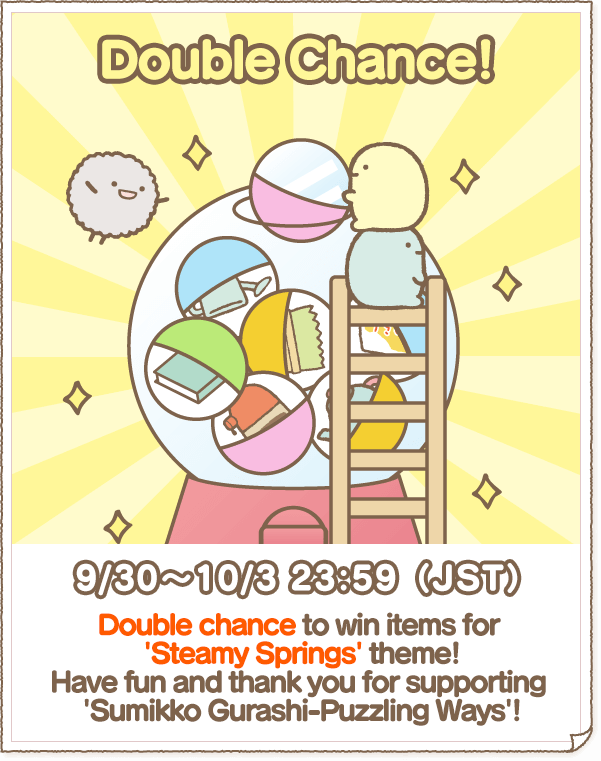 Double Chance!
9/30～10/3 23:59（JST）
Double chance to win items for
'Steamy Springs' theme!
Have fun and thank you for supporting
'Sumikko Gurashi-Puzzling Ways'!